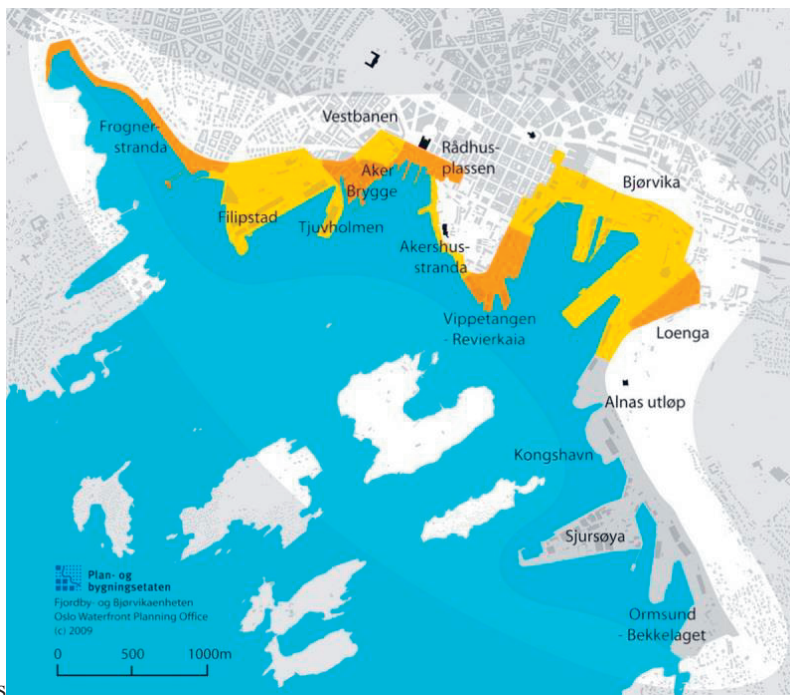 Vestbanen
Frogner-
stranda
Rådhus-
plassen
Aker
Brygge
Bjørvika
Filipstad
Tjuvholmen
Akershus-
stranda
Vippetangen
- Revierkaia
Loenga
Alnas utløp
Kongshavn
Sjursøya
Ormsund
- Bekkelaget
Plan- og
bygningsetaten
Fjordby- og Bjørvikaenheten
Oslo Waterfront Planning Office
(c) 2009
0 500 1000m
s